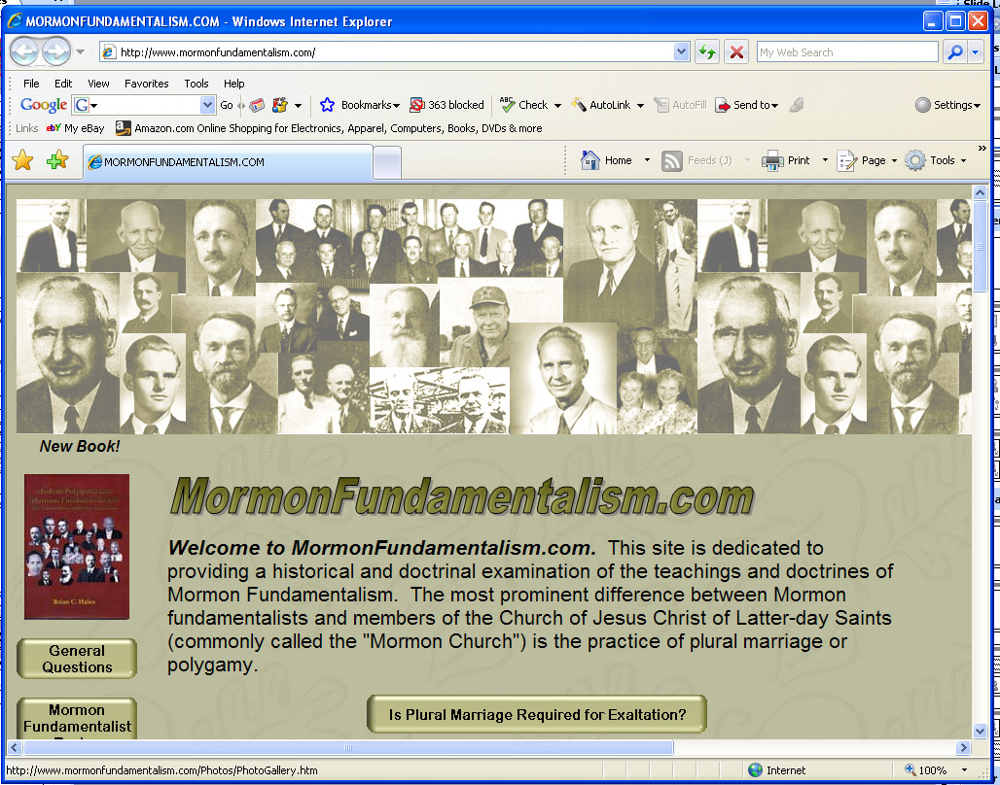 MORMONFUNDAMENTALISM.COM - Windows Internet Explorer
http://www.mormonfundamentalism.com/
My Web Search
File Edit View Favorites Tools Help
Google G Go Bookmarks 363 blocked ABC Check AutoLink AutoFill Send to Settings
Links My eBay Amazon.com Online Shopping for Electronics, Apparel, Computers, Books, DVDs & more
MORMONFUNDAMENTALISM.COM
Home Feeds (J) Print Page Tools
New Book!
Modern Polygamy and
Mormon Fundamentalism
Brian C. Hales
MormonFundamentalism.com
Welcome to MormonFundamentalism.com. This site is dedicated to
providing a historical and doctrinal examination of the teachings and doctrines of
Mormon Fundamentalism. The most prominent difference between Mormon
fundamentalists and members of the Church of Jesus Christ of Latter-day Saints
(commonly called the "Mormon Church") is the practice of plural marriage or
polygamy.
General
Questions
Mormon
Fundamentalist
Is Plural Marriage Required for Exaltation?
http://www.mormonfundamentalism.com/Photos/PhotoGallery.htm
Internet
100%